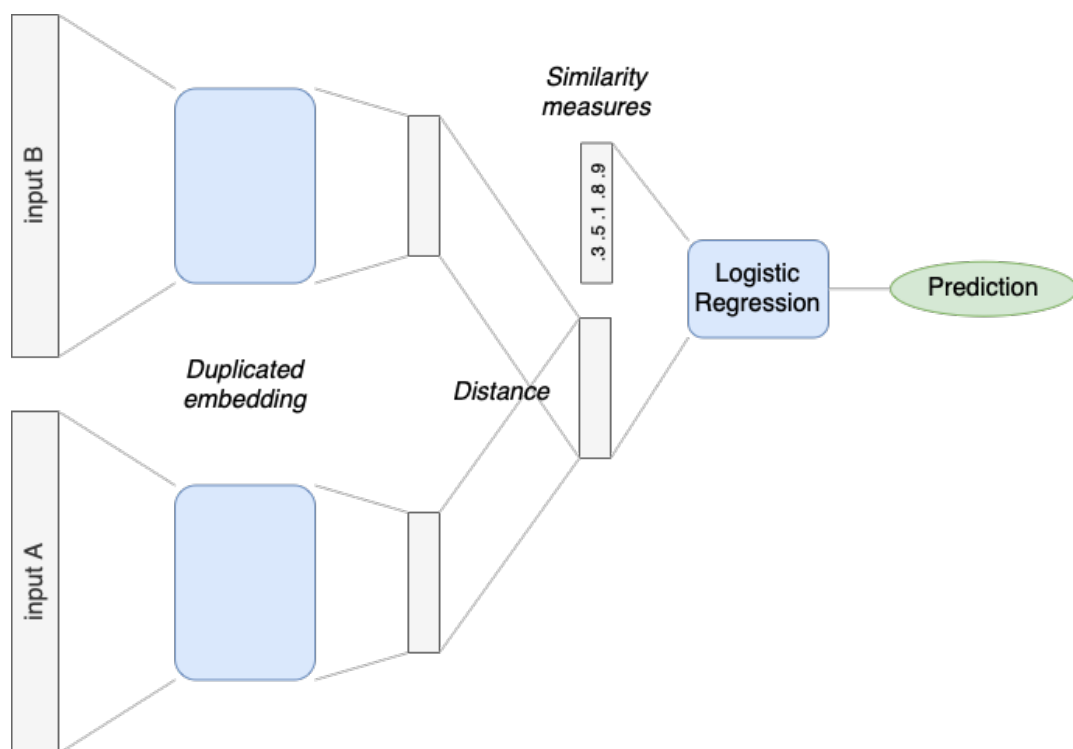 input B
Similarity
measures
.3 .5 .1 .8 .9
Logistic
Regression
Prediction
Duplicated
embedding
Distance
input A